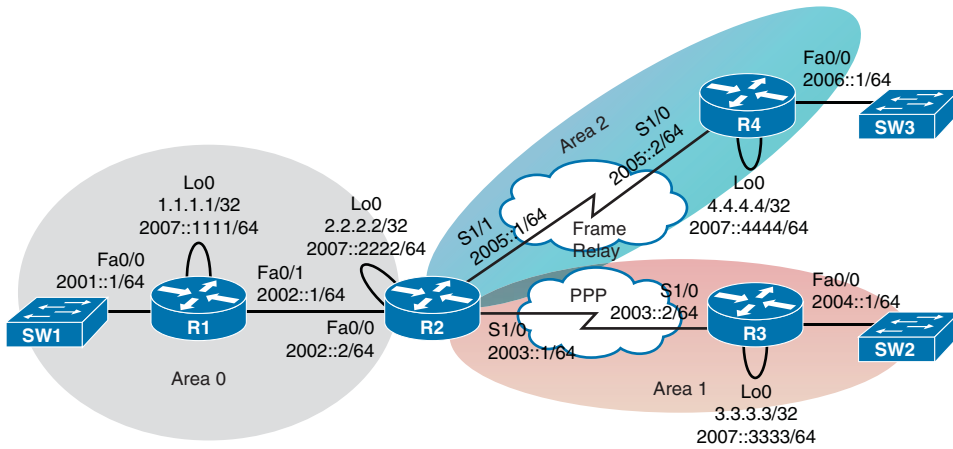 Fa0/0
2006::1/64
R4
SW3
Area 2
S1/0
2005::2/64
Lo0
4.4.4.4/32
2007::4444/64
Lo0
1.1.1.1/32
2007::1111/64
Lo0
2.2.2.2/32
2007::2222/64
S1/1
2005::1/64
Frame
Relay
Fa0/0
2001::1/64
Fa0/1
2002::1/64
SW1
R1
Fa0/0
2002::2/64
R2
PPP
S1/0
2003::1/64
S1/0
2003::2/64
R3
Fa0/0
2004::1/64
SW2
Area 0
Area 1
Lo0
3.3.3.3/32
2007::3333/64